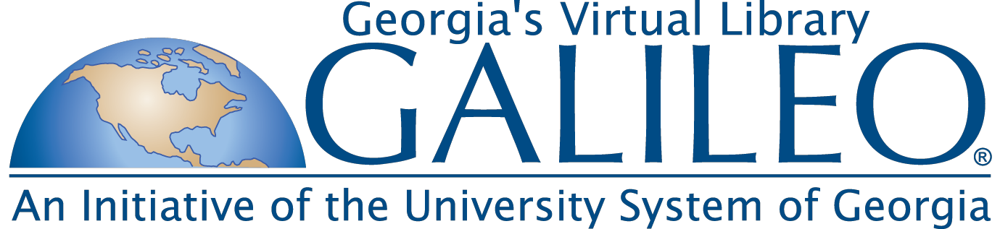 Georgia's Virtual Library
GALILEO®
An Initiative of the University System of Georgia